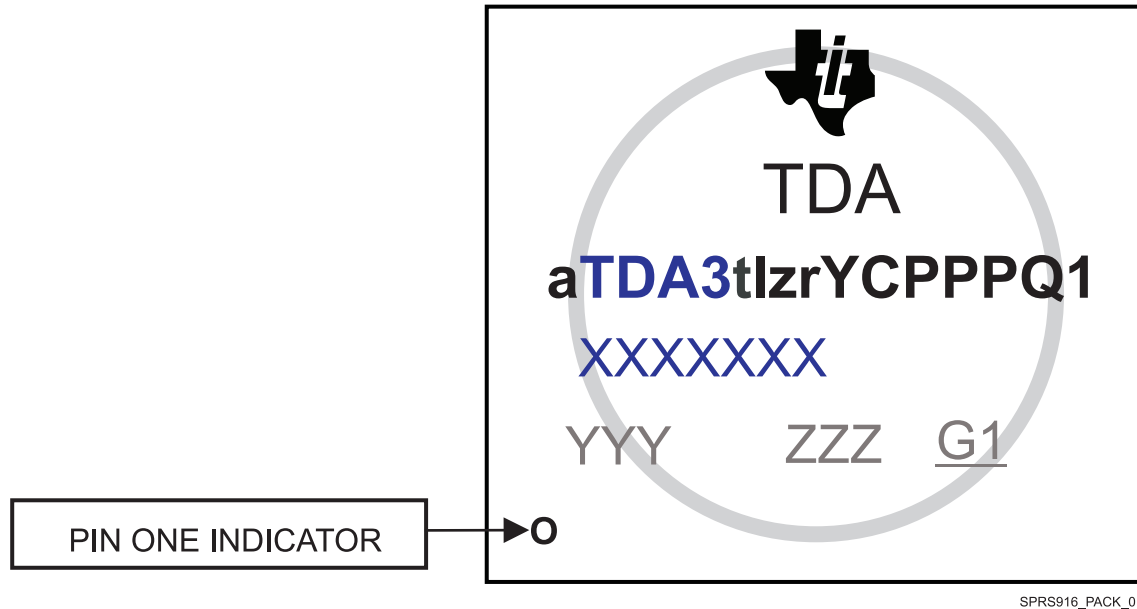 TDA
aTDA3tlzrYCPPPQ1
XXXXXXX
YYY ZZZ G1
PIN ONE INDICATOR
O
SPRS916_PACK_0